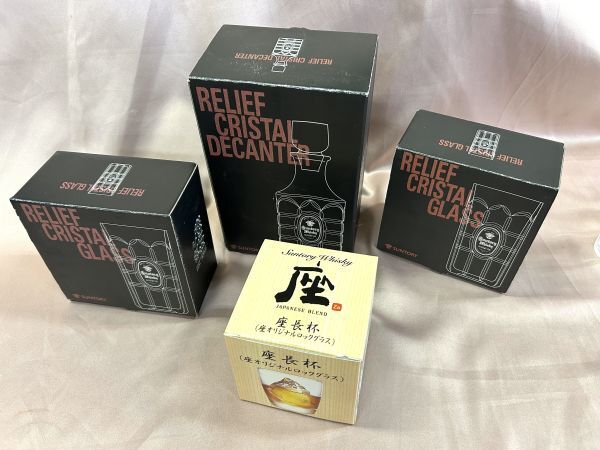 RELIEF CRISTAL DECANTER
RELIEF
CRISTAL
DECANTER
RELIEF CRISTAL GLASS
RELIEF
CRISTAL
GLASS
SUNTORY
RELIEF CRISTAL GLASS
RELIEF
CRISTAL
GLASS
SUNTORY
Suntory Whisky
座
JAPANESE BLEND
Za
座長杯
(座オリジナルロックグラス)
座長杯
(座オリジナルロックグラス)